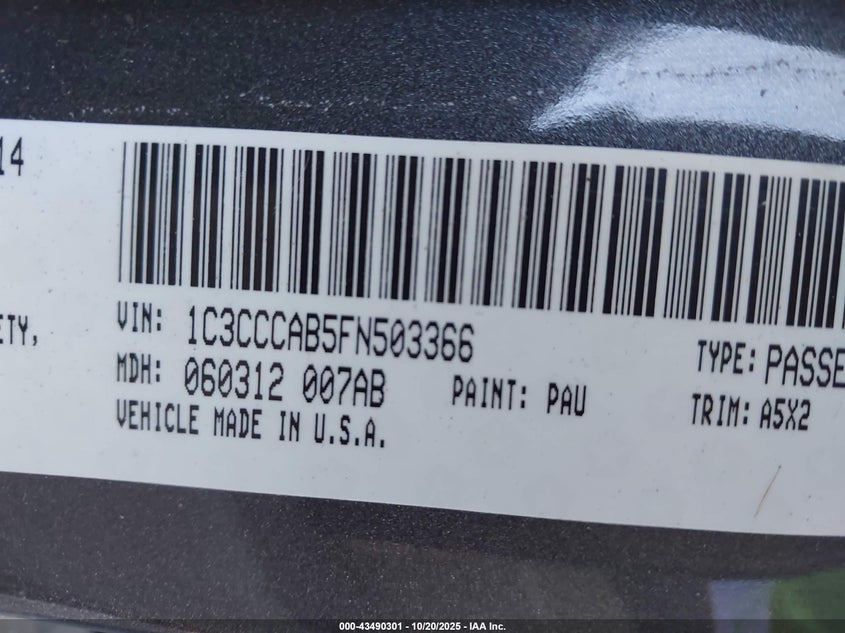 14
ETY,
VIN: 1C3CCCAB5FN503366
TYPE: PASSE
MDH: 060312 007AB
PAINT: PAU
TRIM: A5X2
VEHICLE MADE IN U.S.A.
000-43490301 | 10/20/2025 - IAA Inc.